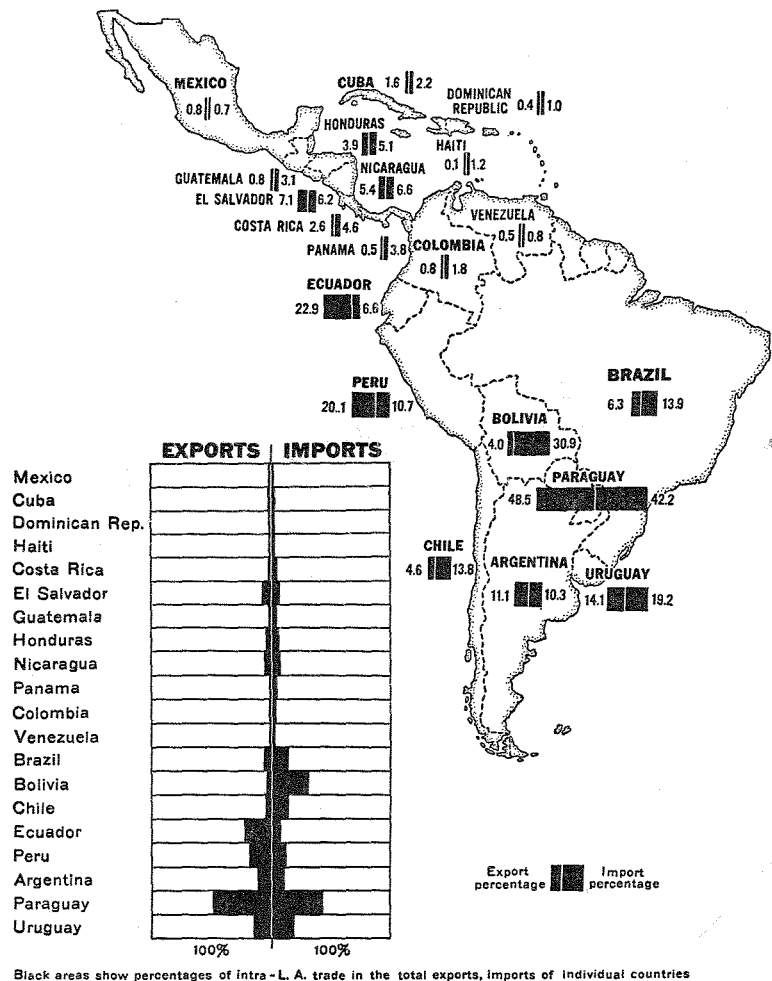 MEXICO
0.8 0.7
CUBA 1.6 2.2
DOMINICAN
REPUBLIC 0.4 1.0
HONDURAS
3.9 5.1
HAITI
0.1 1.2
NICARAGUA
5.4 6.6
GUATEMALA 0.8 3.1
EL SALVADOR 7.1 6.2
COSTA RICA 2.6 4.6
PANAMA 0.5 3.8
VENEZUELA
0.5 0.8
COLOMBIA
0.8 1.8
ECUADOR
22.9 6.6
PERU
20..1 10.7
BRAZIL
6.3 13.9
BOLIVIA
4.0 30.9
PARAGUAY
48.5 42.2
CHILE
4.6 13.8
ARGENTINA
11.1 10.3
URUGUAY
14.1 19.2
EXPORTS IMPORTS
Mexico
Cuba
Dominican Rep.
Haiti
Costa Rica
El Salvador
Guatemala
Honduras
Nicaragua
Panama
Colombia
Venezuela
Brazil
Bolivia
Chile
Ecuador
Peru
Argentina
Paraguay
Uruguay
100% 100%
Export Import
percentage percentage
Black areas show percentages of intra-L. A. trade in the total exports, imports of individual countries